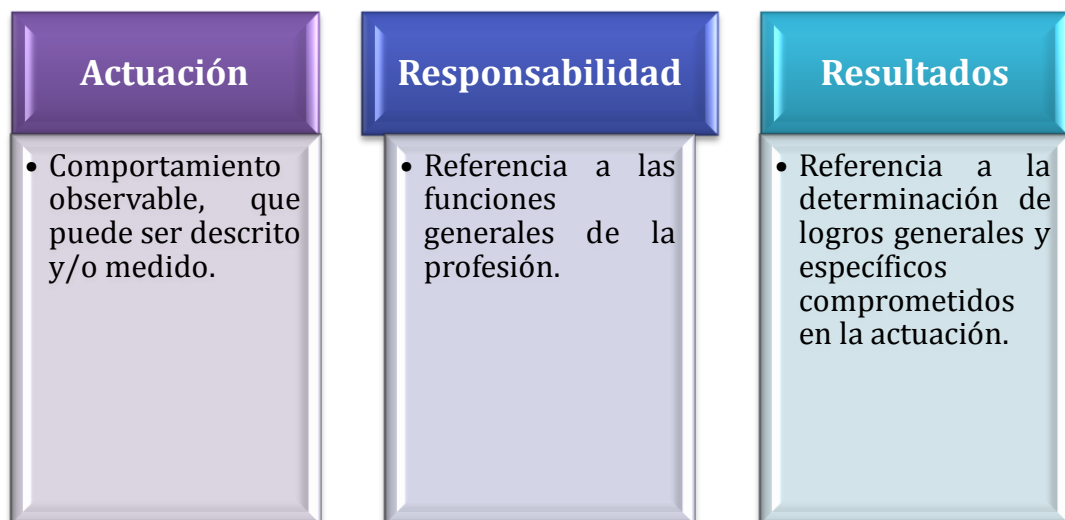 Actuación
• Comportamiento
observable, que
puede ser descrito
y/o medido.
Responsabilidad
• Referencia a las
funciones
generales de la
profesión.
Resultados
• Referencia a la
determinación de
logros generales y
específicos
comprometidos
en la actuación.